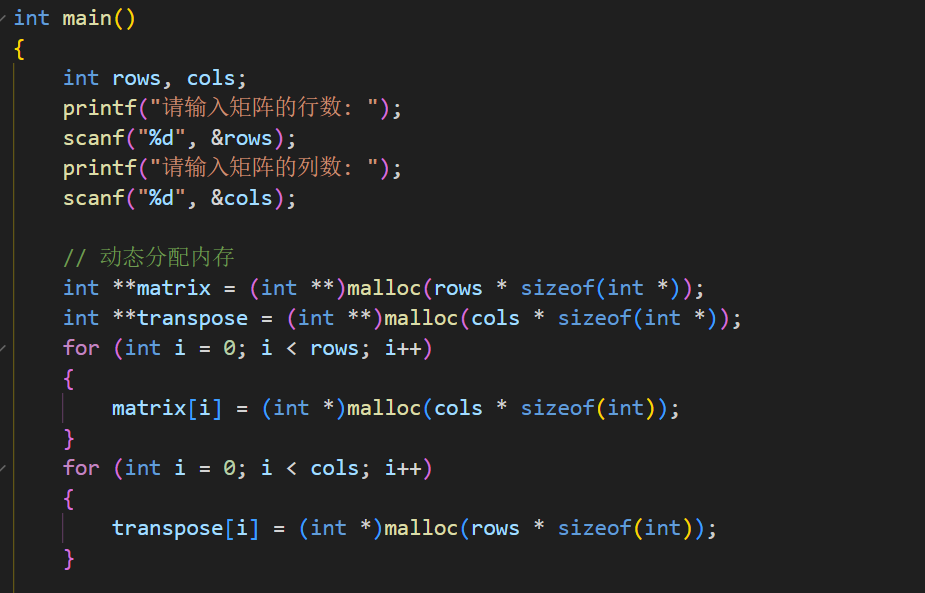 int main()
{
    int rows, cols;
    printf("请输入矩阵的行数: ");
    scanf("%d", &rows);
    printf("请输入矩阵的列数: ");
    scanf("%d", &cols);

    // 动态分配内存
    int **matrix = (int **)malloc(rows * sizeof(int *));
    int **transpose = (int **)malloc(cols * sizeof(int *));
    for (int i = 0; i < rows; i++)
    {
        matrix[i] = (int *)malloc(cols * sizeof(int));
    }
    for (int i = 0; i < cols; i++)
    {
        transpose[i] = (int *)malloc(rows * sizeof(int));
    }